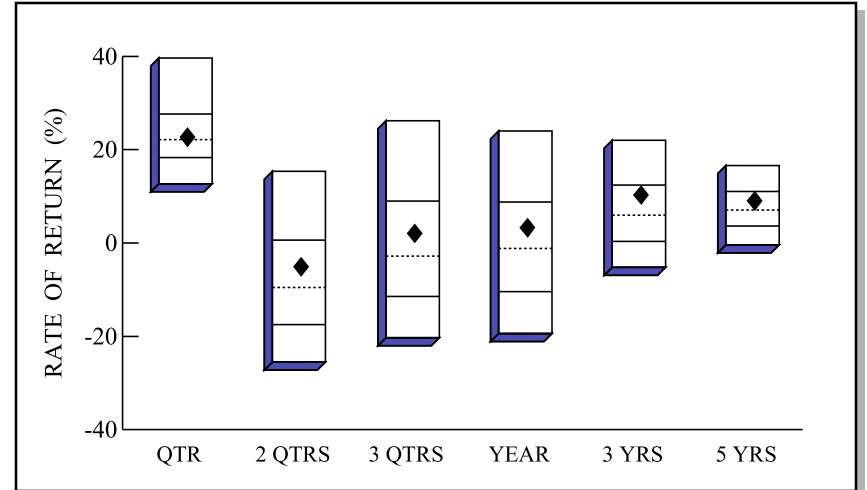 RATE OF RETURN (%)
40
20
0
-20
-40
QTR 2 QTRS 3 QTRS YEAR 3 YRS 5 YRS